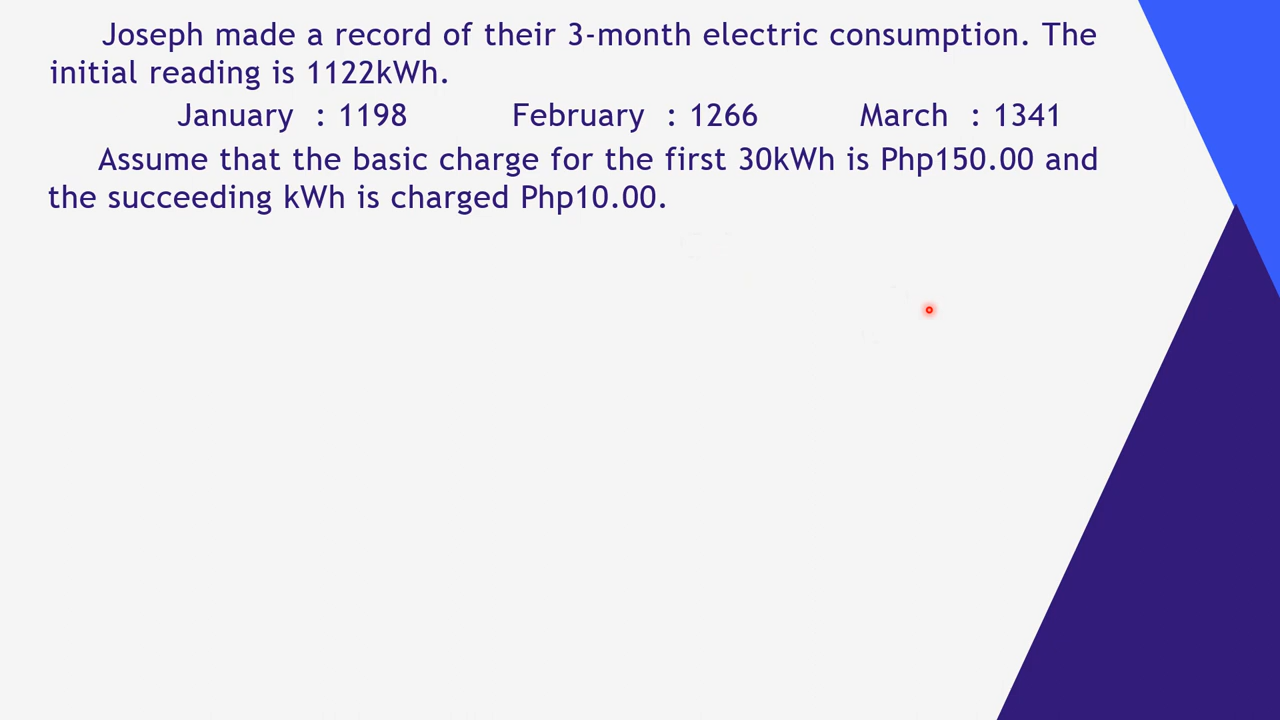 Joseph made a record of their 3-month electric consumption. The
initial reading is 1122kWh.
January : 1198 February : 1266 March : 1341
Assume that the basic charge for the first 30kWh is Php150.00 and
the succeeding kWh is charged Php10.00.